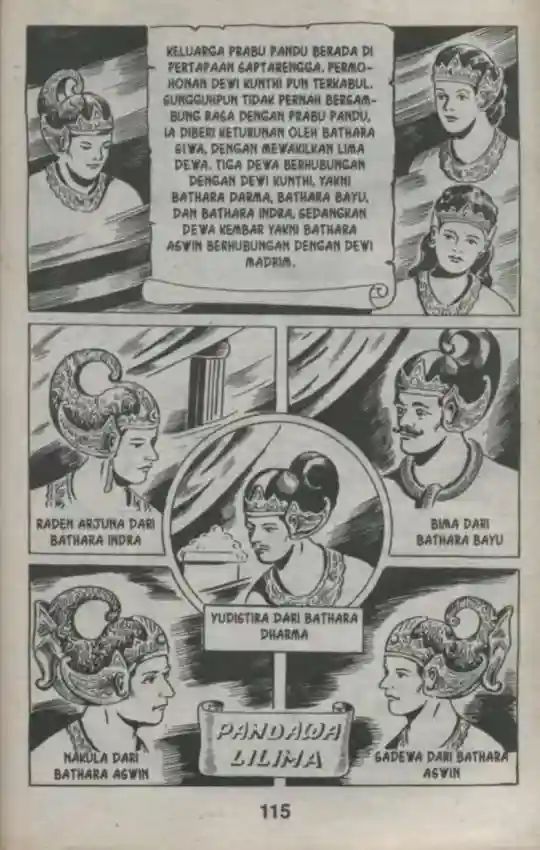 KELUARGA PRABU PANDU BERADA DI
PERTAPAAN SAPTARENGGA. PERMO-
HONAN DEWI KUNTHI PUN TERKABUL.
SUNGGUHPUN TIDAK PERNAH BERGAM-
BUNG RASA DENGAN PRABU PANDU,
IA DIBERI KETURUNAN OLEH BATHARA
SIWA, DENGAN MEWAKILKAN LIMA
DEWA. TIGA DEWA BERHUBUNGAN
DENGAN DEWI KUNTHI, YAKNI
BATHARA DARMA, BATHARA BAYU,
DAN BATHARA INDRA, SEDANGKAN
DEWA KEMBAR YAKNI BATHARA
ASWIN BERHUBUNGAN DENGAN DEWI
MADRIM.
RADEN ARJUNA DARI
BATHARA INDRA
BIMA DARI
BATHARA BAYU
YUDISTIRA DARI BATHARA
DHARMA
NAKULA DARI
BATHARA ASWIN
PANDAWA
LILIMA
SADEWA DARI BATHARA
ASWIN
115